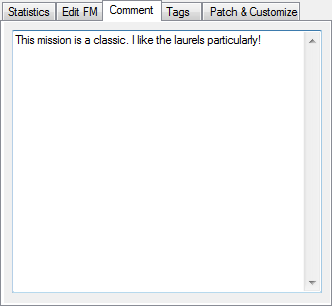 Statistics Edit FM Comment Tags Patch & Customize
This mission is a classic. I like the laurels particularly!